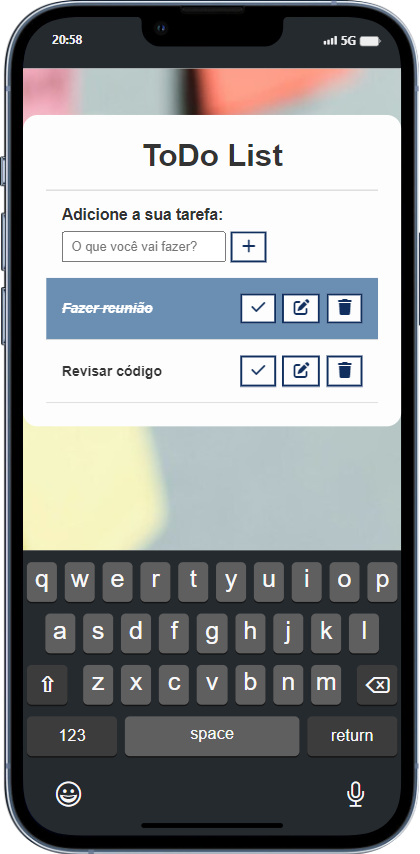 20:58 5G
ToDo List
Adicione a sua tarefa:
O que você vai fazer?
Fazer reunião
Revisar código
q w e r t y u i o p
a s d f g h j k l
z x c v b n m
123 space return